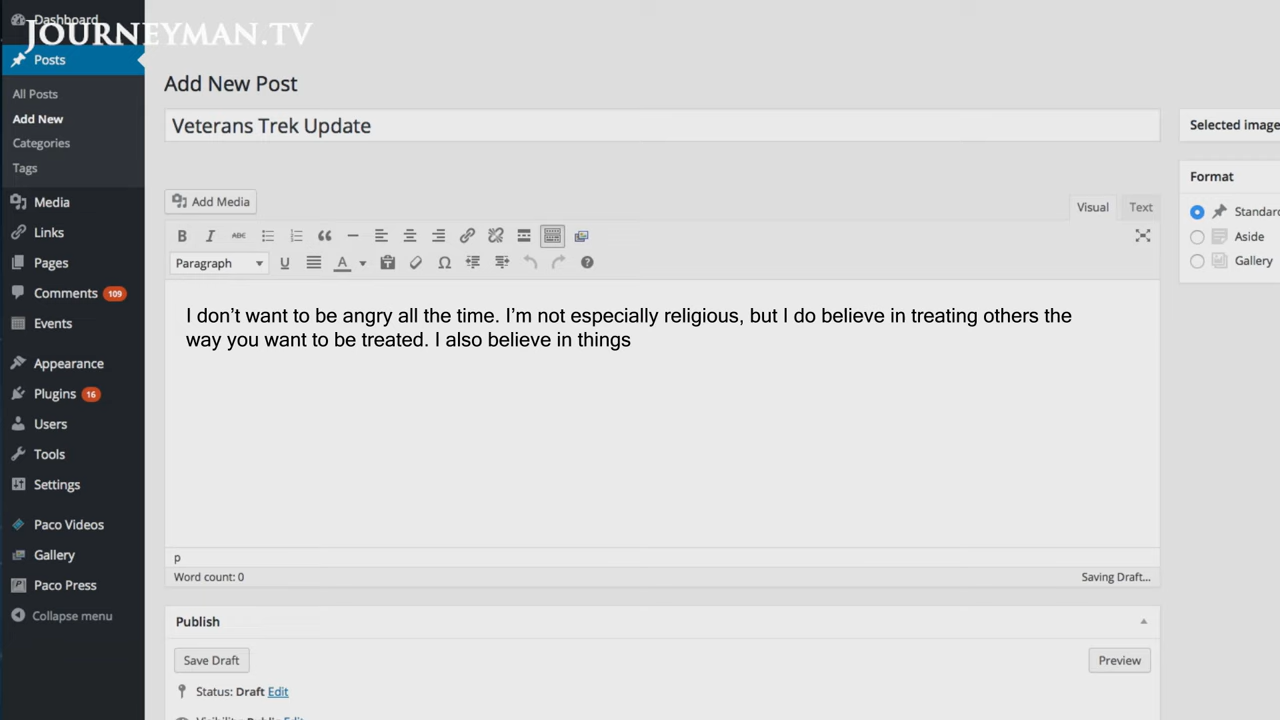 Dashboard
JOURNEYMAN.TV
Posts
All Posts
Add New
Categories
Tags
Media
Links
Pages
Comments 109
Events
Appearance
Plugins 16
Users
Tools
Settings
Paco Videos
Gallery
Paco Press
Collapse menu
Add New Post
Veterans Trek Update
Add Media
Visual Text
B I ABC
Paragraph U A Ω ?
I don’t want to be angry all the time. I’m not especially religious, but I do believe in treating others the
way you want to be treated. I also believe in things
p
Word count: 0 Saving Draft...
Publish
Save Draft Preview
Status: Draft Edit
Visibility: Public Edit
Selected image
Format
Standard
Aside
Gallery